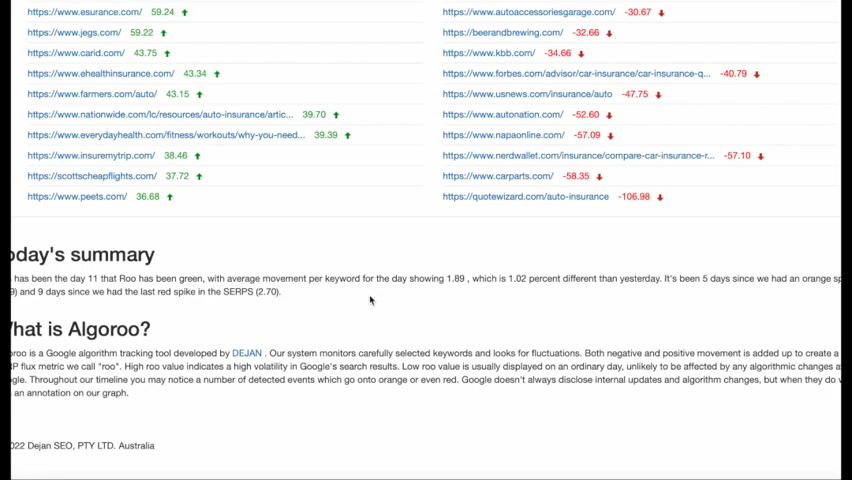 https://www.esurance.com/ 59.24
https://www.jegs.com/ 59.22
https://www.carid.com/ 43.75
https://www.ehealthinsurance.com/ 43.34
https://www.farmers.com/auto/ 43.15
https://www.nationwide.com/lc/resources/auto-insurance/artic... 39.70
https://www.everydayhealth.com/fitness/workouts/why-you-need... 39.39
https://www.insuremytrip.com/ 38.46
https://scottscheapflights.com/ 37.72
https://www.peets.com/ 36.68
https://www.autoaccessoriesgarage.com/ -30.67
https://beerandbrewing.com/ -32.66
https://www.kbb.com/ -34.66
https://www.forbes.com/advisor/car-insurance/car-insurance-q... -40.79
https://www.usnews.com/insurance/auto -47.75
https://www.autonation.com/ -52.60
https://www.napaonline.com/ -57.09
https://www.nerdwallet.com/insurance/compare-car-insurance-r... -57.10
https://www.carparts.com/ -58.35
https://quotewizard.com/auto-insurance -106.98
oday's summary
has been the day 11 that Roo has been green, with average movement per keyword for the day showing 1.89 , which is 1.02 percent different than yesterday. It's been 5 days since we had an orange sp
9) and 9 days since we had the last red spike in the SERPS (2.70).
What is Algoroo?
oroo is a Google algorithm tracking tool developed by DEJAN . Our system monitors carefully selected keywords and looks for fluctuations. Both negative and positive movement is added up to create a
RP flux metric we call "roo". High roo value indicates a high volatility in Google's search results. Low roo value is usually displayed on an ordinary day, unlikely to be affected by any algorithmic changes a
gle. Throughout our timeline you may notice a number of detected events which go onto orange or even red. Google doesn't always disclose internal updates and algorithm changes, but when they do w
an annotation on our graph.
022 Dejan SEO, PTY LTD. Australia